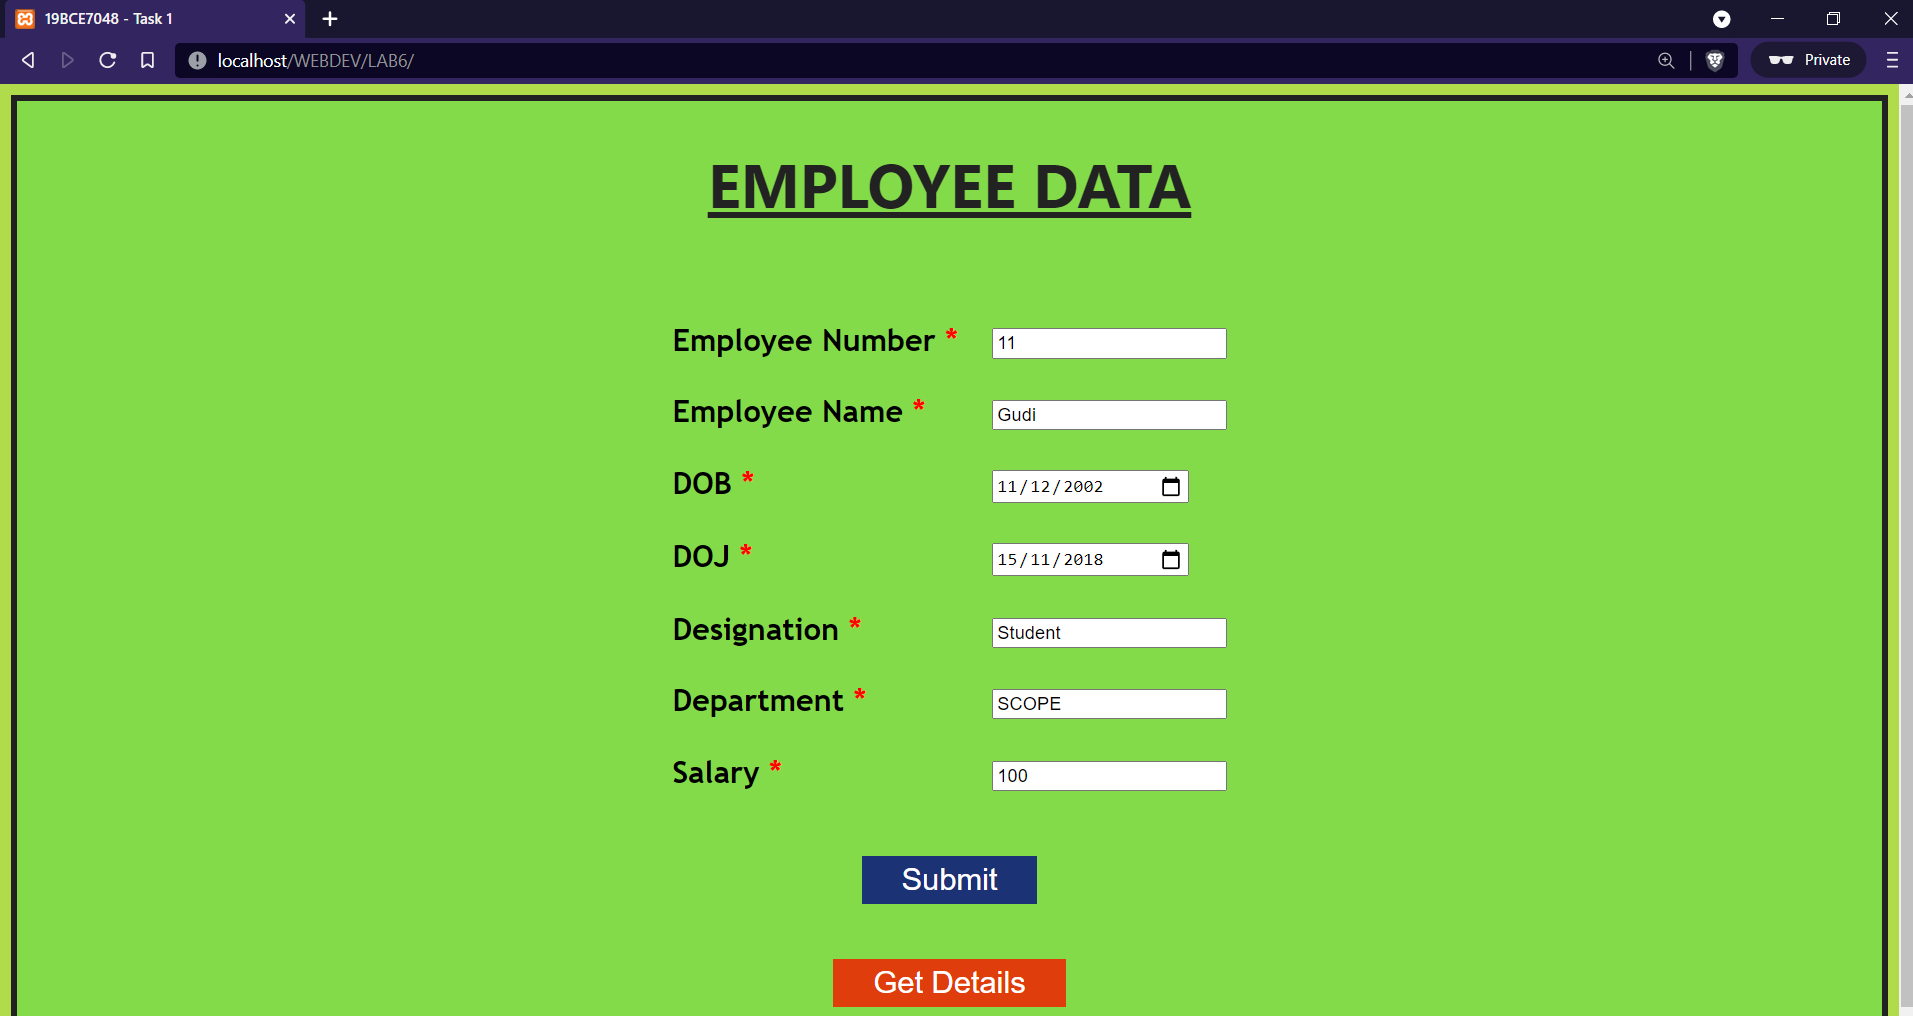 19BCE7048 - Task 1
localhost/WEBDEV/LAB6/
Private
EMPLOYEE DATA
Employee Number * 11
Employee Name * Gudi
DOB * 11/12/2002
DOJ * 15/11/2018
Designation * Student
Department * SCOPE
Salary * 100
Submit
Get Details